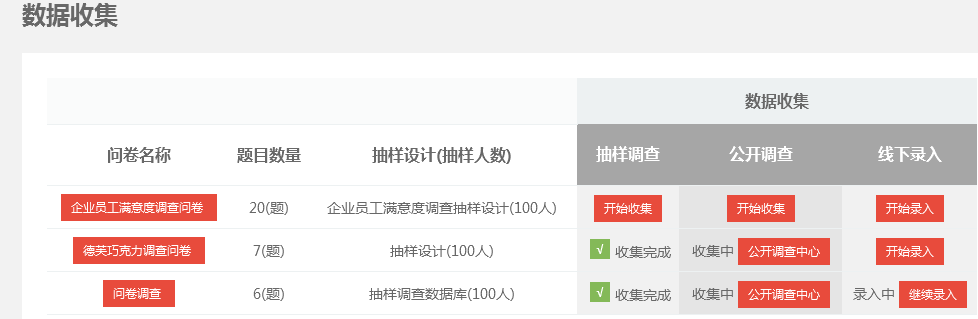 数据收集
数据收集
问卷名称 题目数量 抽样设计(抽样人数) 抽样调查 公开调查 线下录入
企业员工满意度调查问卷 20(题) 企业员工满意度调查抽样设计(100人) 开始收集 开始收集 开始录入
德芙巧克力调查问卷 7(题) 抽样设计(100人) √ 收集完成 收集中 公开调查中心 开始录入
问卷调查 6(题) 抽样调查数据库(100人) √ 收集完成 收集中 公开调查中心 录入中 继续录入